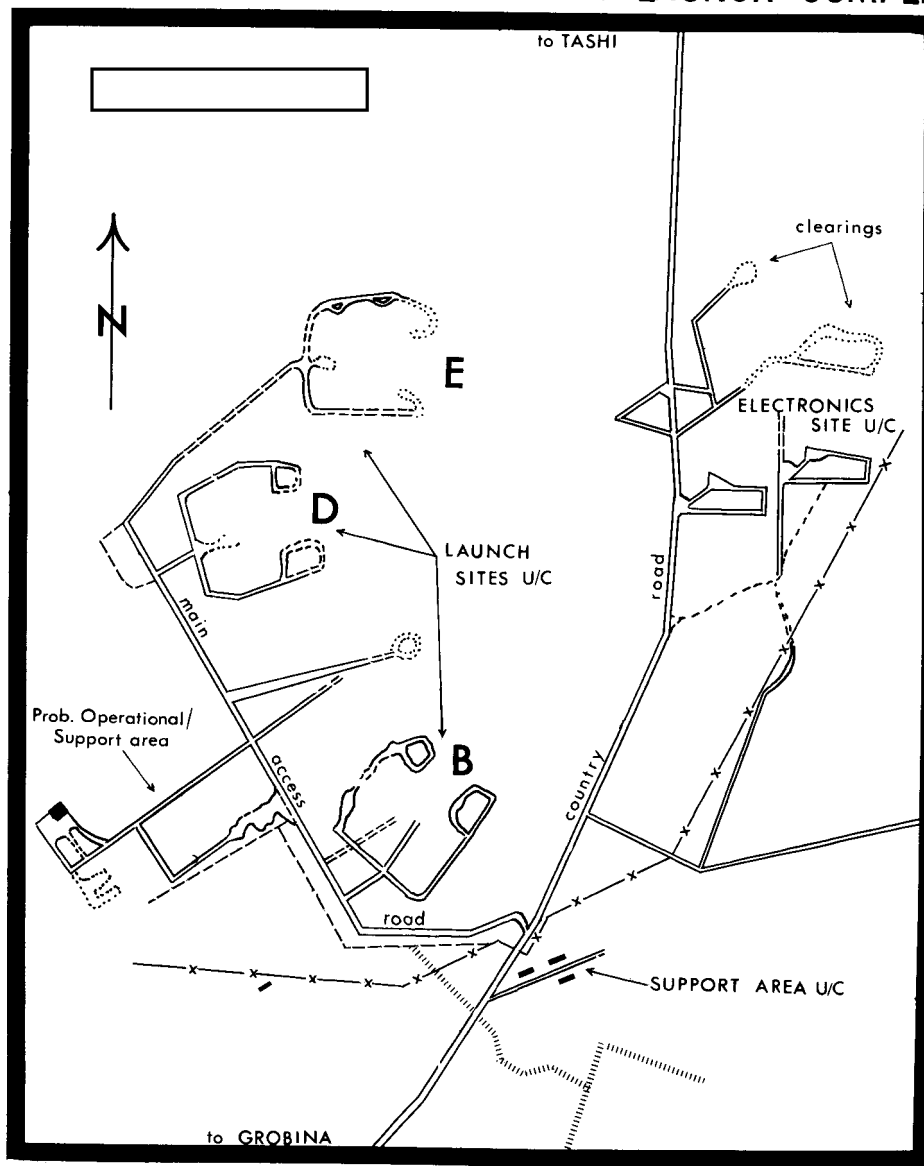 to TASHI
clearings
N
E
ELECTRONICS
SITE U/C
D
LAUNCH
SITES U/C
road
main
Prob. Operational/
Support area
access
B
country
road
SUPPORT AREA U/C
to GROBINA